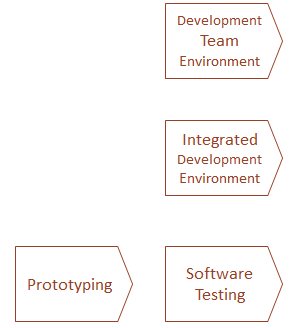 Development
Team
Environment
Integrated
Development
Environment
Prototyping
Software
Testing